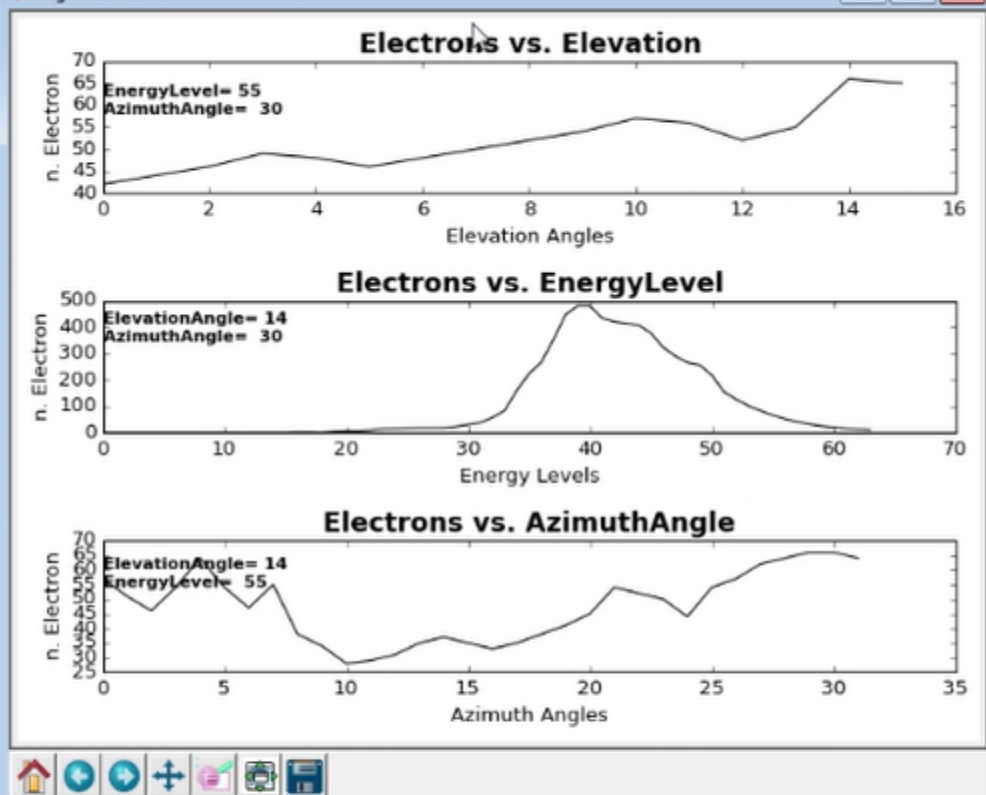 Electrons vs. Elevation
70
65
60
55
50
45
40
n. Electron
EnergyLevel= 55
AzimuthAngle= 30
0 2 4 6 8 10 12 14 16
Elevation Angles
Electrons vs. EnergyLevel
500
400
300
200
100
0
n. Electron
ElevationAngle= 14
AzimuthAngle= 30
0 10 20 30 40 50 60 70
Energy Levels
Electrons vs. AzimuthAngle
70
65
60
55
50
45
40
35
30
25
n. Electron
ElevationAngle= 14
EnergyLevel= 55
0 5 10 15 20 25 30 35
Azimuth Angles